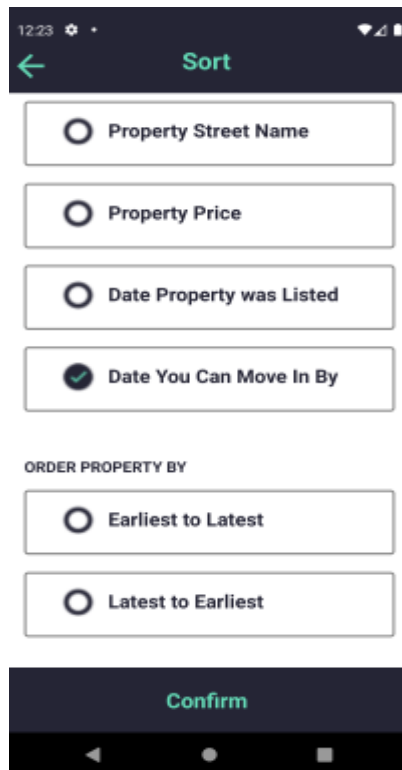 12:23
Sort
Property Street Name
Property Price
Date Property was Listed
Date You Can Move In By
ORDER PROPERTY BY
Earliest to Latest
Latest to Earliest
Confirm